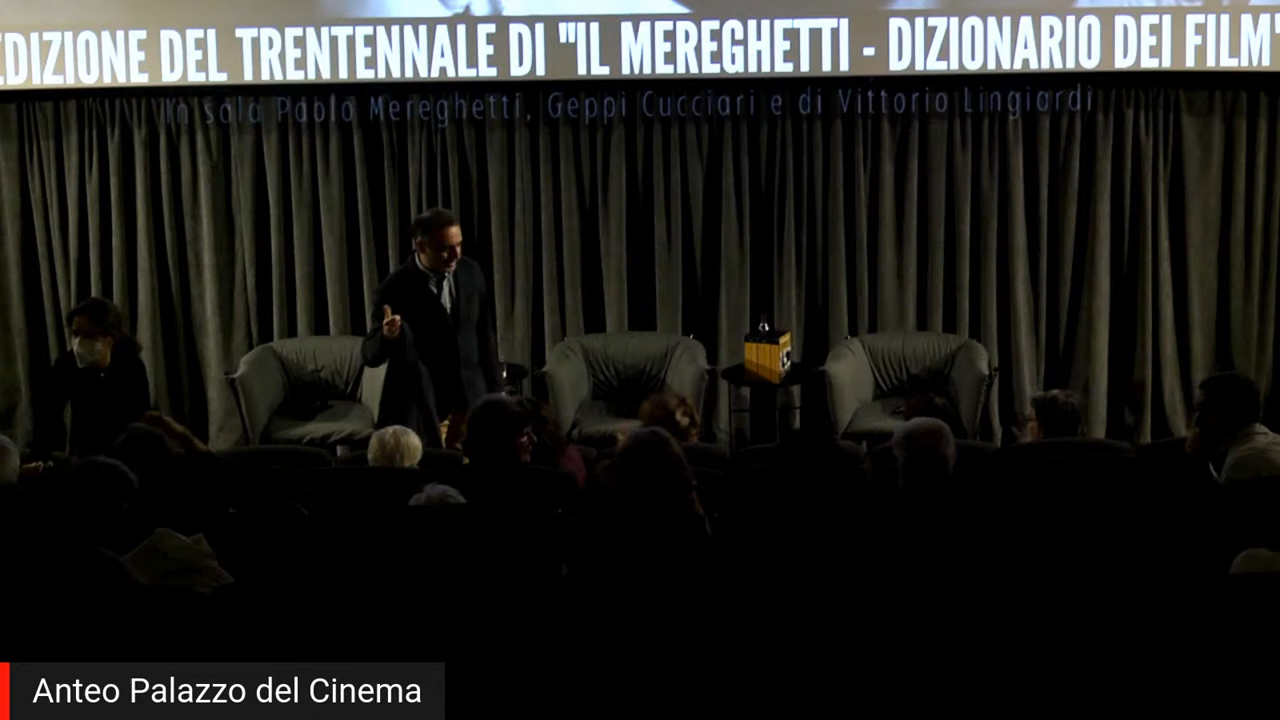 EDIZIONE DEL TRENTENNALE DI "IL MEREGHETTI - DIZIONARIO DEI FILM"
In sala Paolo Mereghetti, Geppi Cucciari e di Vittorio Lingiardi
Anteo Palazzo del Cinema